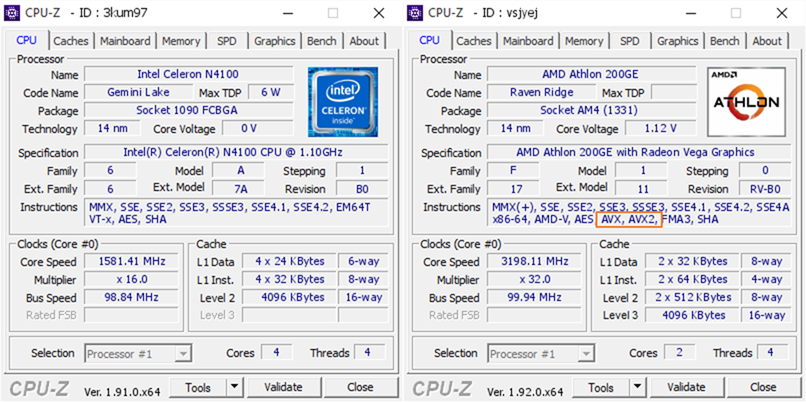 CPU-Z - ID : 3kum97
CPU Caches Mainboard Memory SPD Graphics Bench About
Processor
Name Intel Celeron N4100
Code Name Gemini Lake Max TDP 6 W
Package Socket 1090 FCBGA
Technology 14 nm Core Voltage 0 V
intel
CELERON
inside
Specification Intel(R) Celeron(R) N4100 CPU @ 1.10GHz
Family 6 Model A Stepping 1
Ext. Family 6 Ext. Model 7A Revision B0
Instructions MMX, SSE, SSE2, SSE3, SSSE3, SSE4.1, SSE4.2, EM64T
VT-x, AES, SHA
Clocks (Core #0)
Core Speed 1581.41 MHz
Multiplier x 16.0
Bus Speed 98.84 MHz
Rated FSB
Cache
L1 Data 4 x 24 KBytes 6-way
L1 Inst. 4 x 32 KBytes 8-way
Level 2 4096 KBytes 16-way
Level 3
Selection Processor #1 Cores 4 Threads 4
CPU-Z Ver. 1.91.0.x64 Tools Validate Close
CPU-Z - ID : vsjyej
CPU Caches Mainboard Memory SPD Graphics Bench About
Processor
Name AMD Athlon 200GE
Code Name Raven Ridge Max TDP
Package Socket AM4 (1331)
Technology 14 nm Core Voltage 1.12 V
AMD
ATHLON
Specification AMD Athlon 200GE with Radeon Vega Graphics
Family F Model 1 Stepping 0
Ext. Family 17 Ext. Model 11 Revision RV-B0
Instructions MMX(+), SSE, SSE2, SSE3, SSSE3, SSE4.1, SSE4.2, SSE4A
x86-64, AMD-V, AES, AVX, AVX2, FMA3, SHA
Clocks (Core #0)
Core Speed 3198.11 MHz
Multiplier x 32.0
Bus Speed 99.94 MHz
Rated FSB
Cache
L1 Data 2 x 32 KBytes 8-way
L1 Inst. 2 x 64 KBytes 4-way
Level 2 2 x 512 KBytes 8-way
Level 3 4096 KBytes 16-way
Selection Processor #1 Cores 2 Threads 4
CPU-Z Ver. 1.92.0.x64 Tools Validate Close